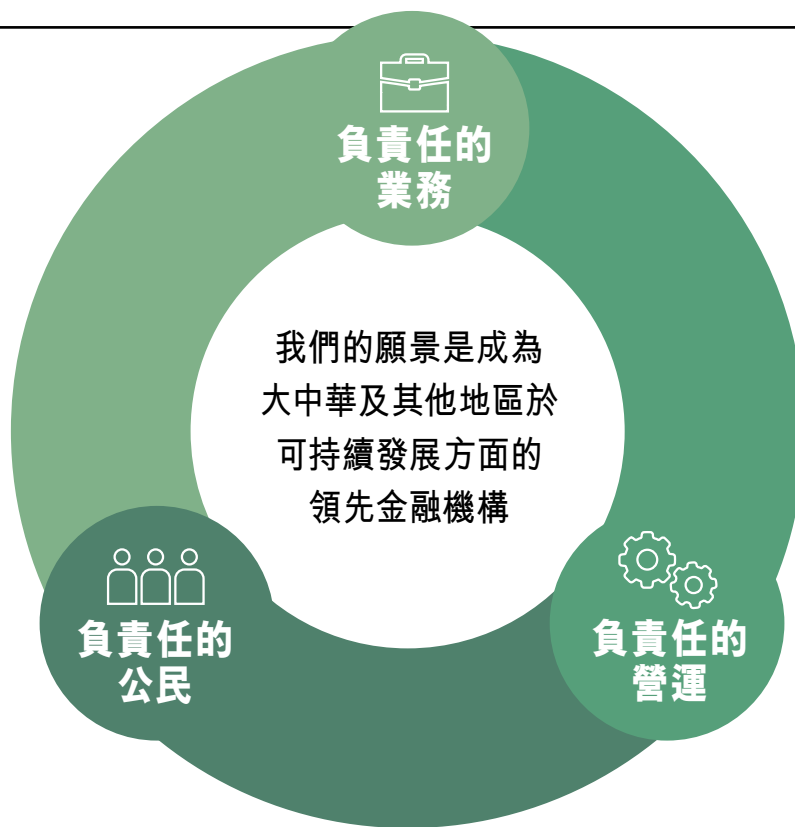 負責任的
業務
我們的願景是成為
大中華及其他地區於
可持續發展方面的
領先金融機構
負責任的
公民
負責任的
營運